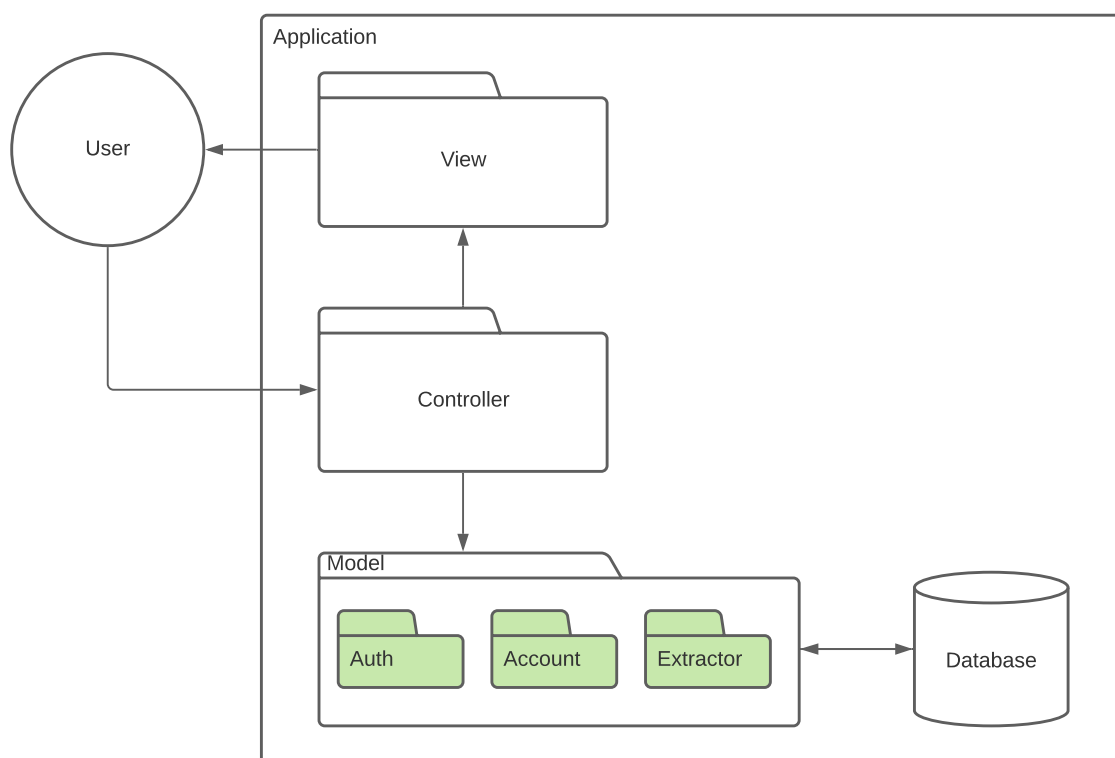 Application
User
View
Controller
Model
Auth
Account
Extractor
Database